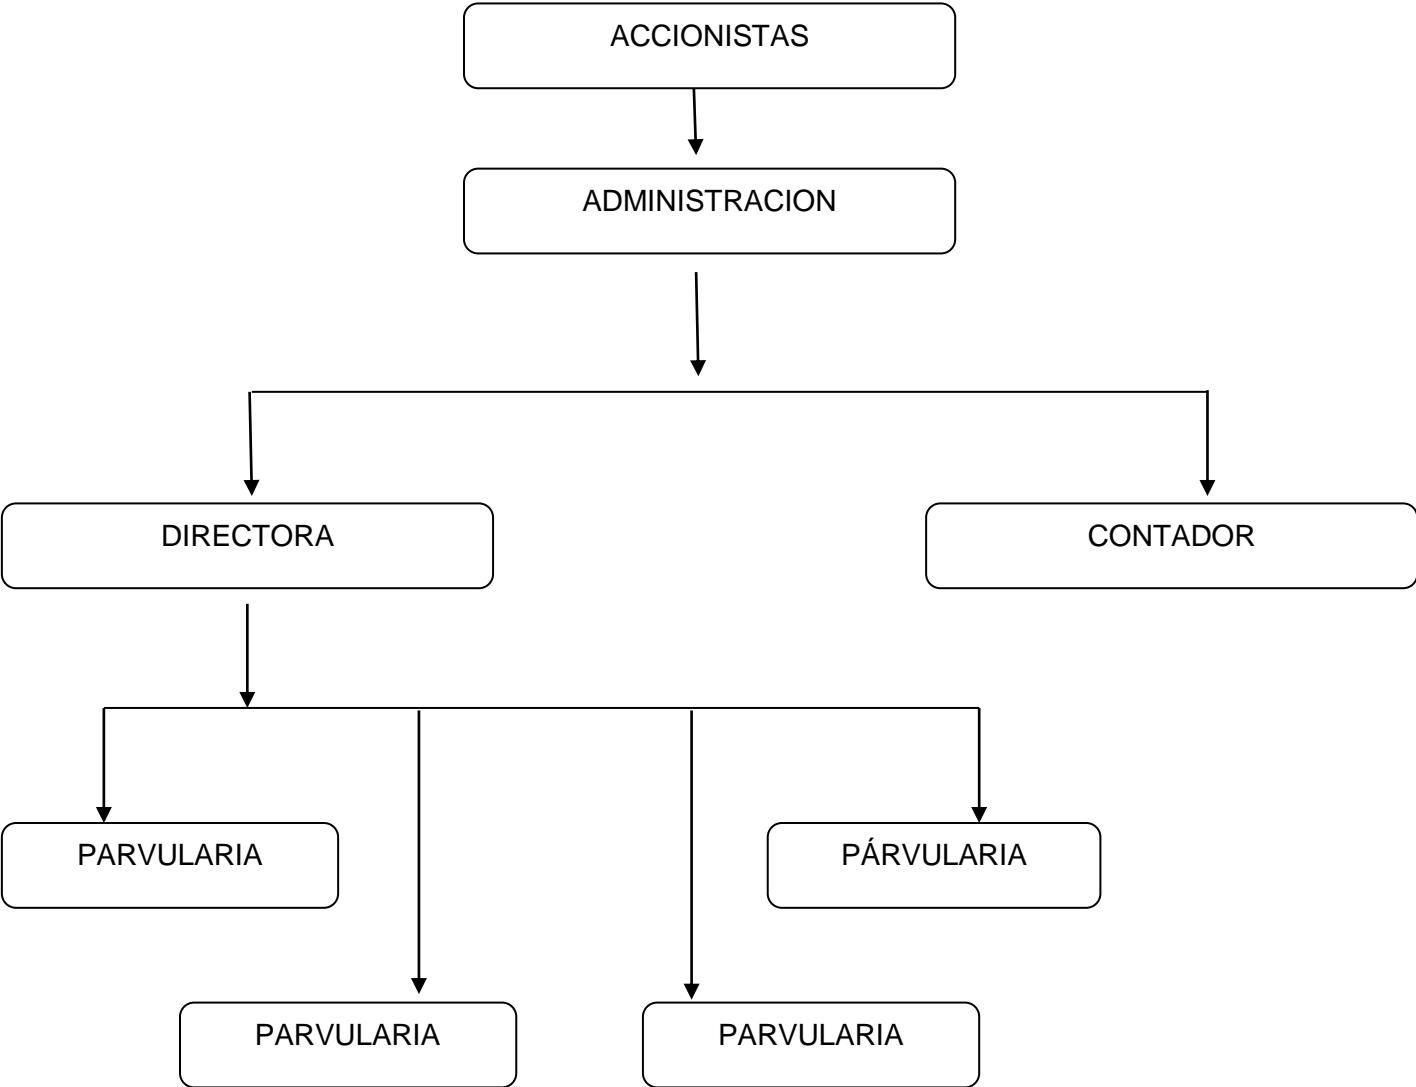 ACCIONISTAS
ADMINISTRACION
DIRECTORA
CONTADOR
PARVULARIA
PÁRVULARIA
PARVULARIA
PARVULARIA